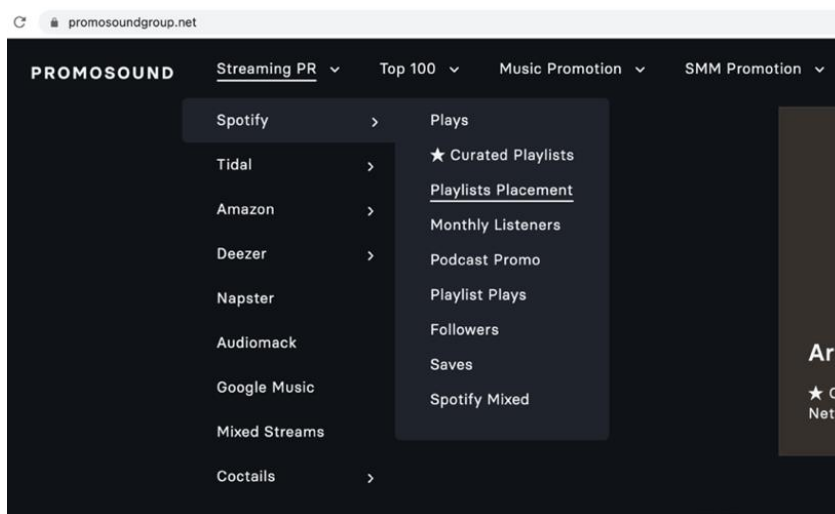 promosoundgroup.net
PROMOSOUND
Streaming PR
Top 100
Music Promotion
SMM Promotion
Spotify
Tidal
Amazon
Deezer
Napster
Audiomack
Google Music
Mixed Streams
Coctails
Plays
★ Curated Playlists
Playlists Placement
Monthly Listeners
Podcast Promo
Playlist Plays
Followers
Saves
Spotify Mixed
Ar
★ C
Net